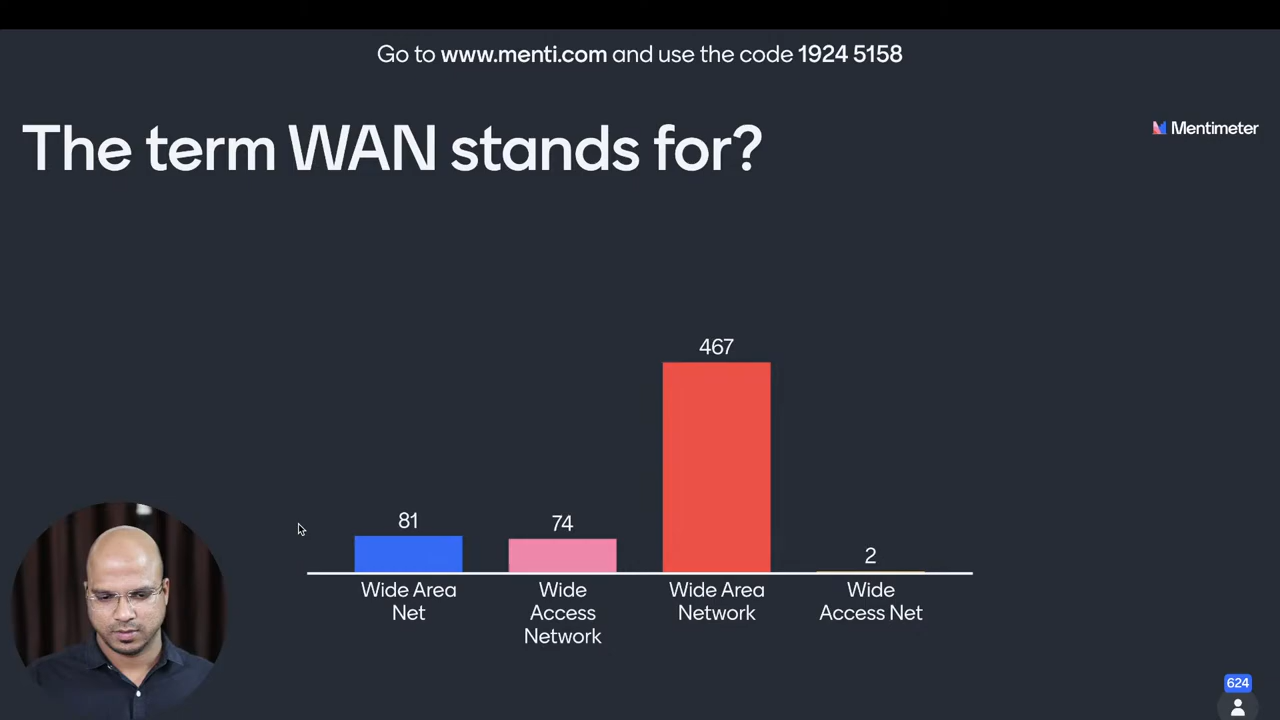 Go to www.menti.com and use the code 1924 5158
The term WAN stands for?
Mentimeter
467
81
74
2
Wide Area
Net
Wide
Access
Network
Wide Area
Network
Wide
Access Net
624